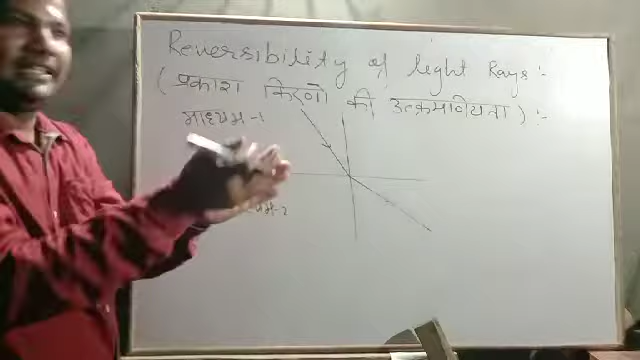 Reversibility of light Rays :-
(प्रकाश किरणों की उत्क्रमणियता) :-
माध्यम -1